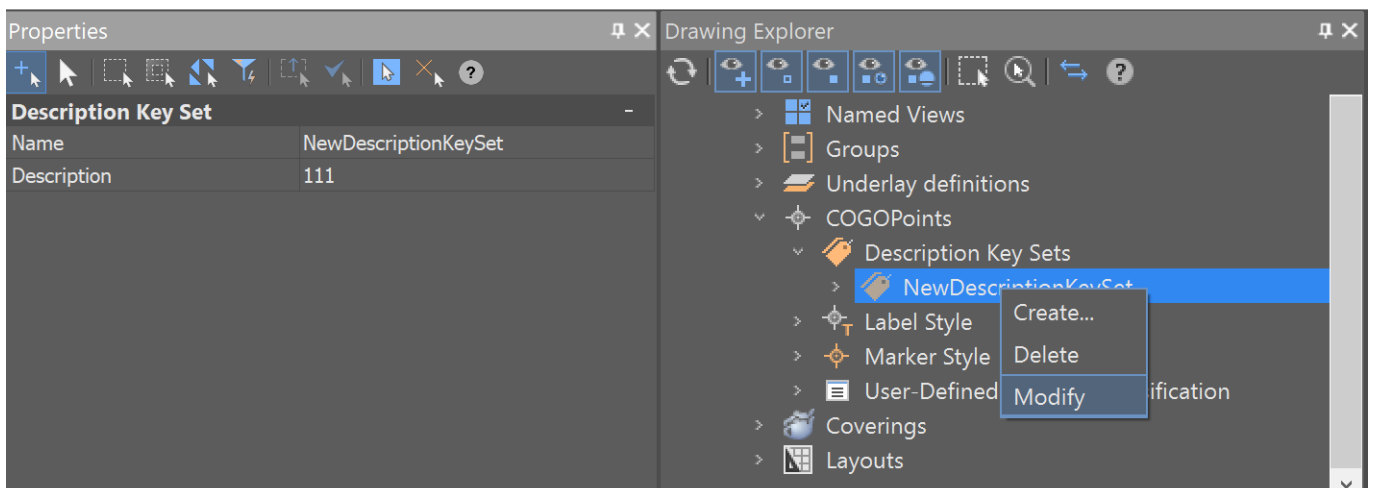 Properties
Description Key Set
Name NewDescriptionKeySet
Description 111
Drawing Explorer
Named Views
Groups
Underlay definitions
COGOPoints
Description Key Sets
NewDescriptionKeySet
Label Style
Marker Style
User-Defined
Coverings
Layouts
Create...
Delete
Modify